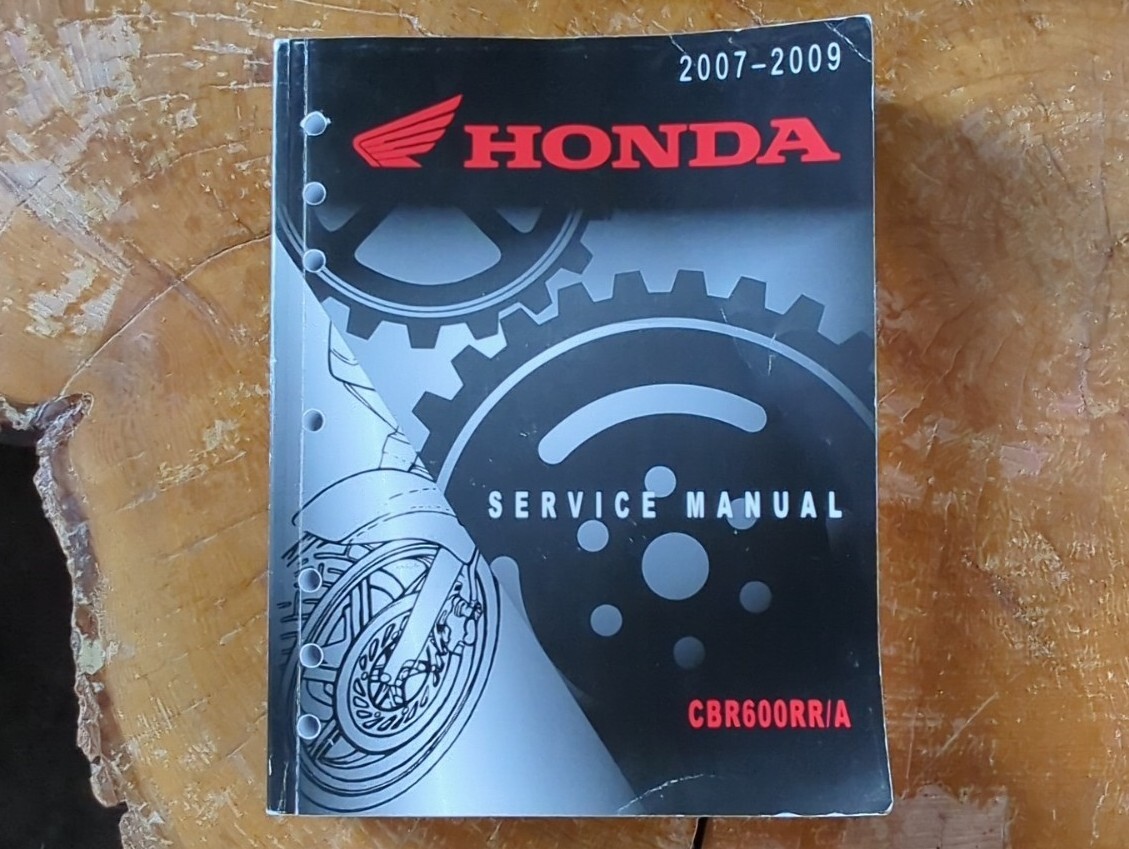 2007-2009
HONDA
SERVICE MANUAL
CBR600RR/A